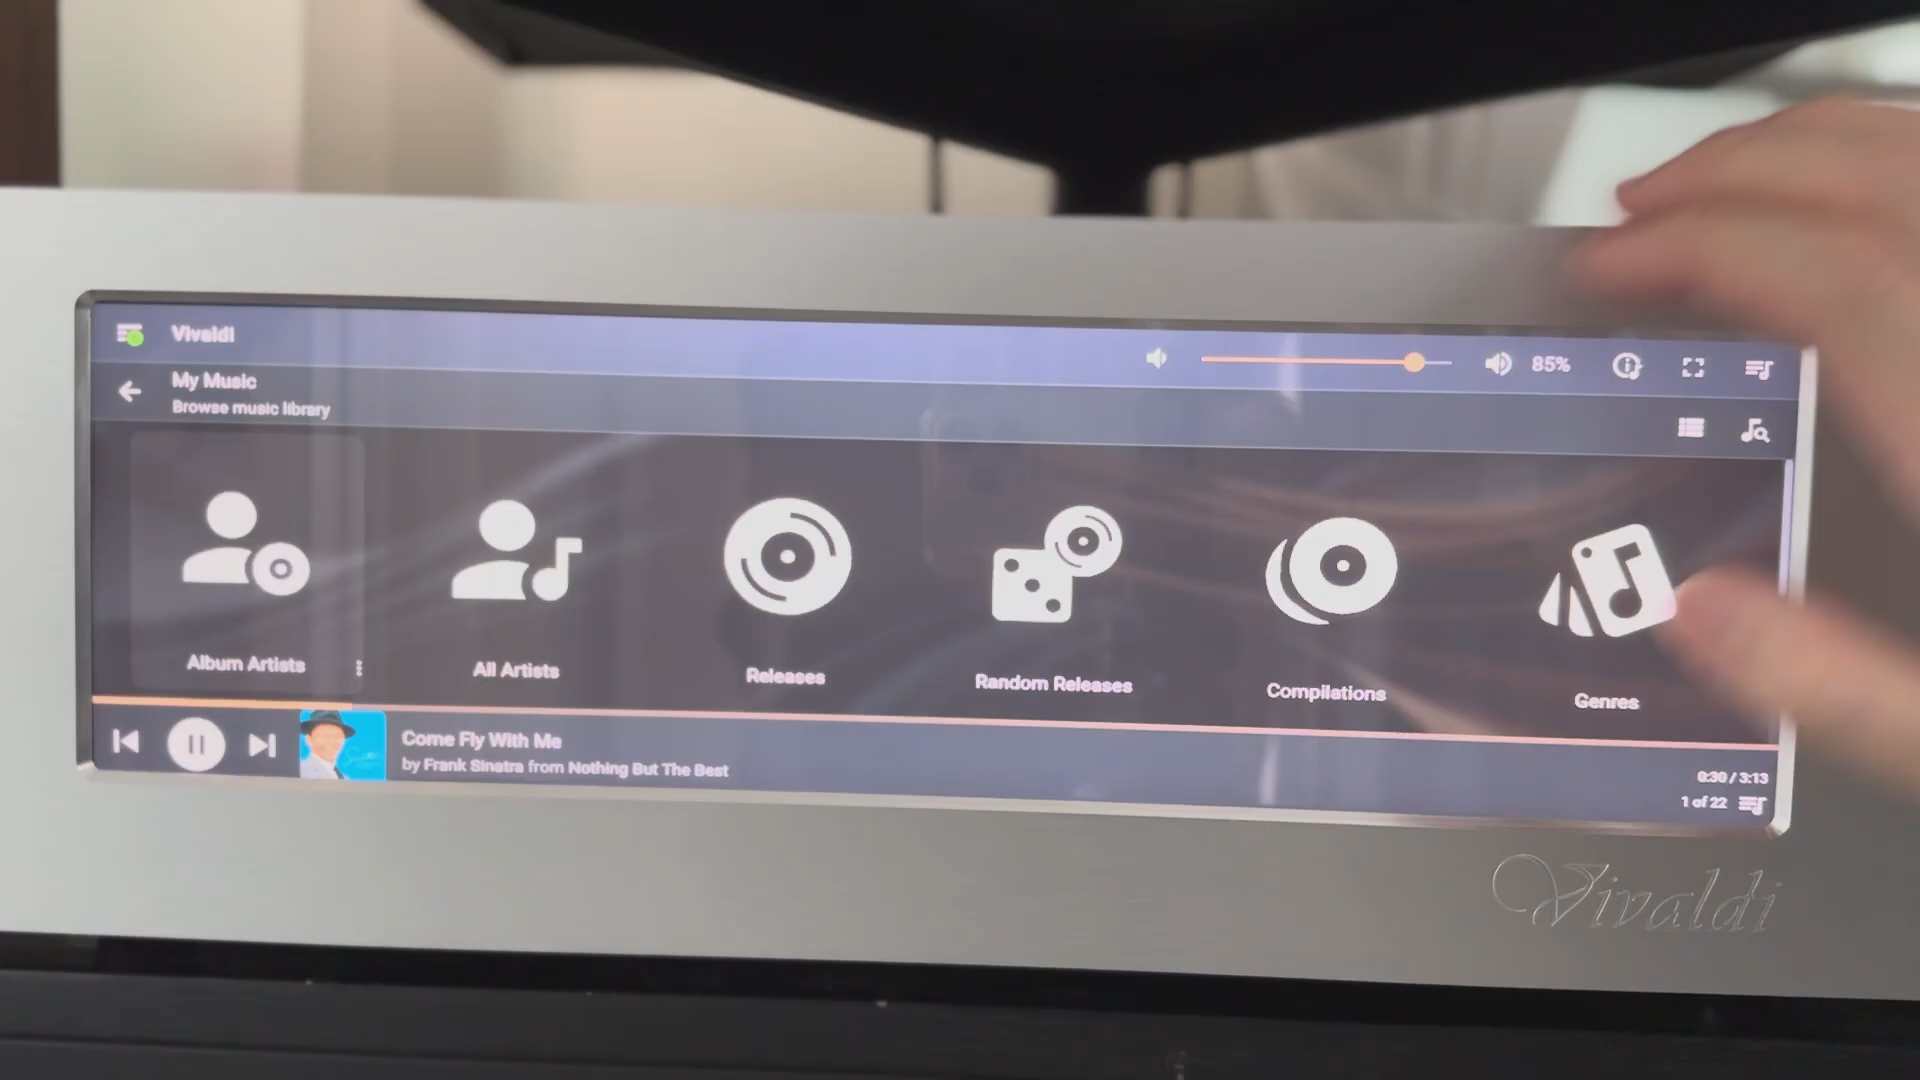 Vivaldi
85%
My Music
Browse music library
Album Artists
All Artists
Releases
Random Releases
Compilations
Genres
Come Fly With Me
by Frank Sinatra from Nothing But The Best
0:30 / 3:13
1 of 22
Vivaldi